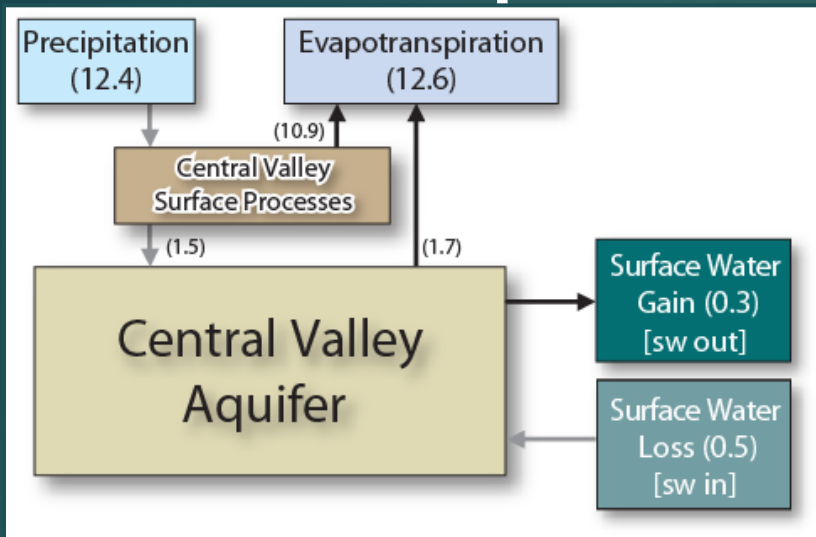 Precipitation
(12.4)
Evapotranspiration
(12.6)
(10.9)
Central Valley
Surface Processes
(1.5)
(1.7)
Central Valley
Aquifer
Surface Water
Gain (0.3)
[sw out]
Surface Water
Loss (0.5)
[sw in]